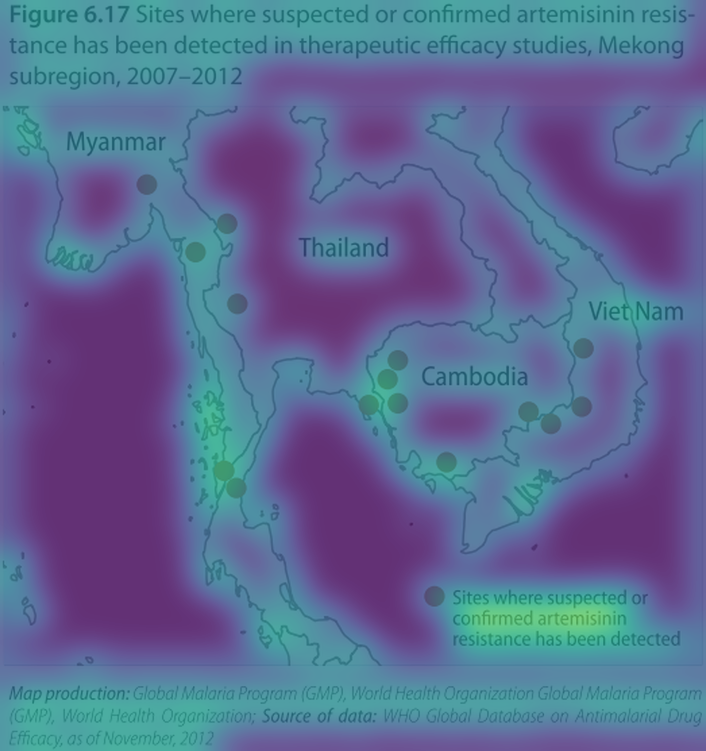 Figure 6.17 Sites where suspected or confirmed artemisinin resis-
tance has been detected in therapeutic efficacy studies, Mekong
subregion, 2007–2012
Myanmar
Thailand
Viet Nam
Cambodia
Sites where suspected or
confirmed artemisinin
resistance has been detected
Map production: Global Malaria Program (GMP), World Health Organization Global Malaria Program
(GMP), World Health Organization; Source of data: WHO Global Database on Antimalarial Drug
Efficacy, as of November, 2012